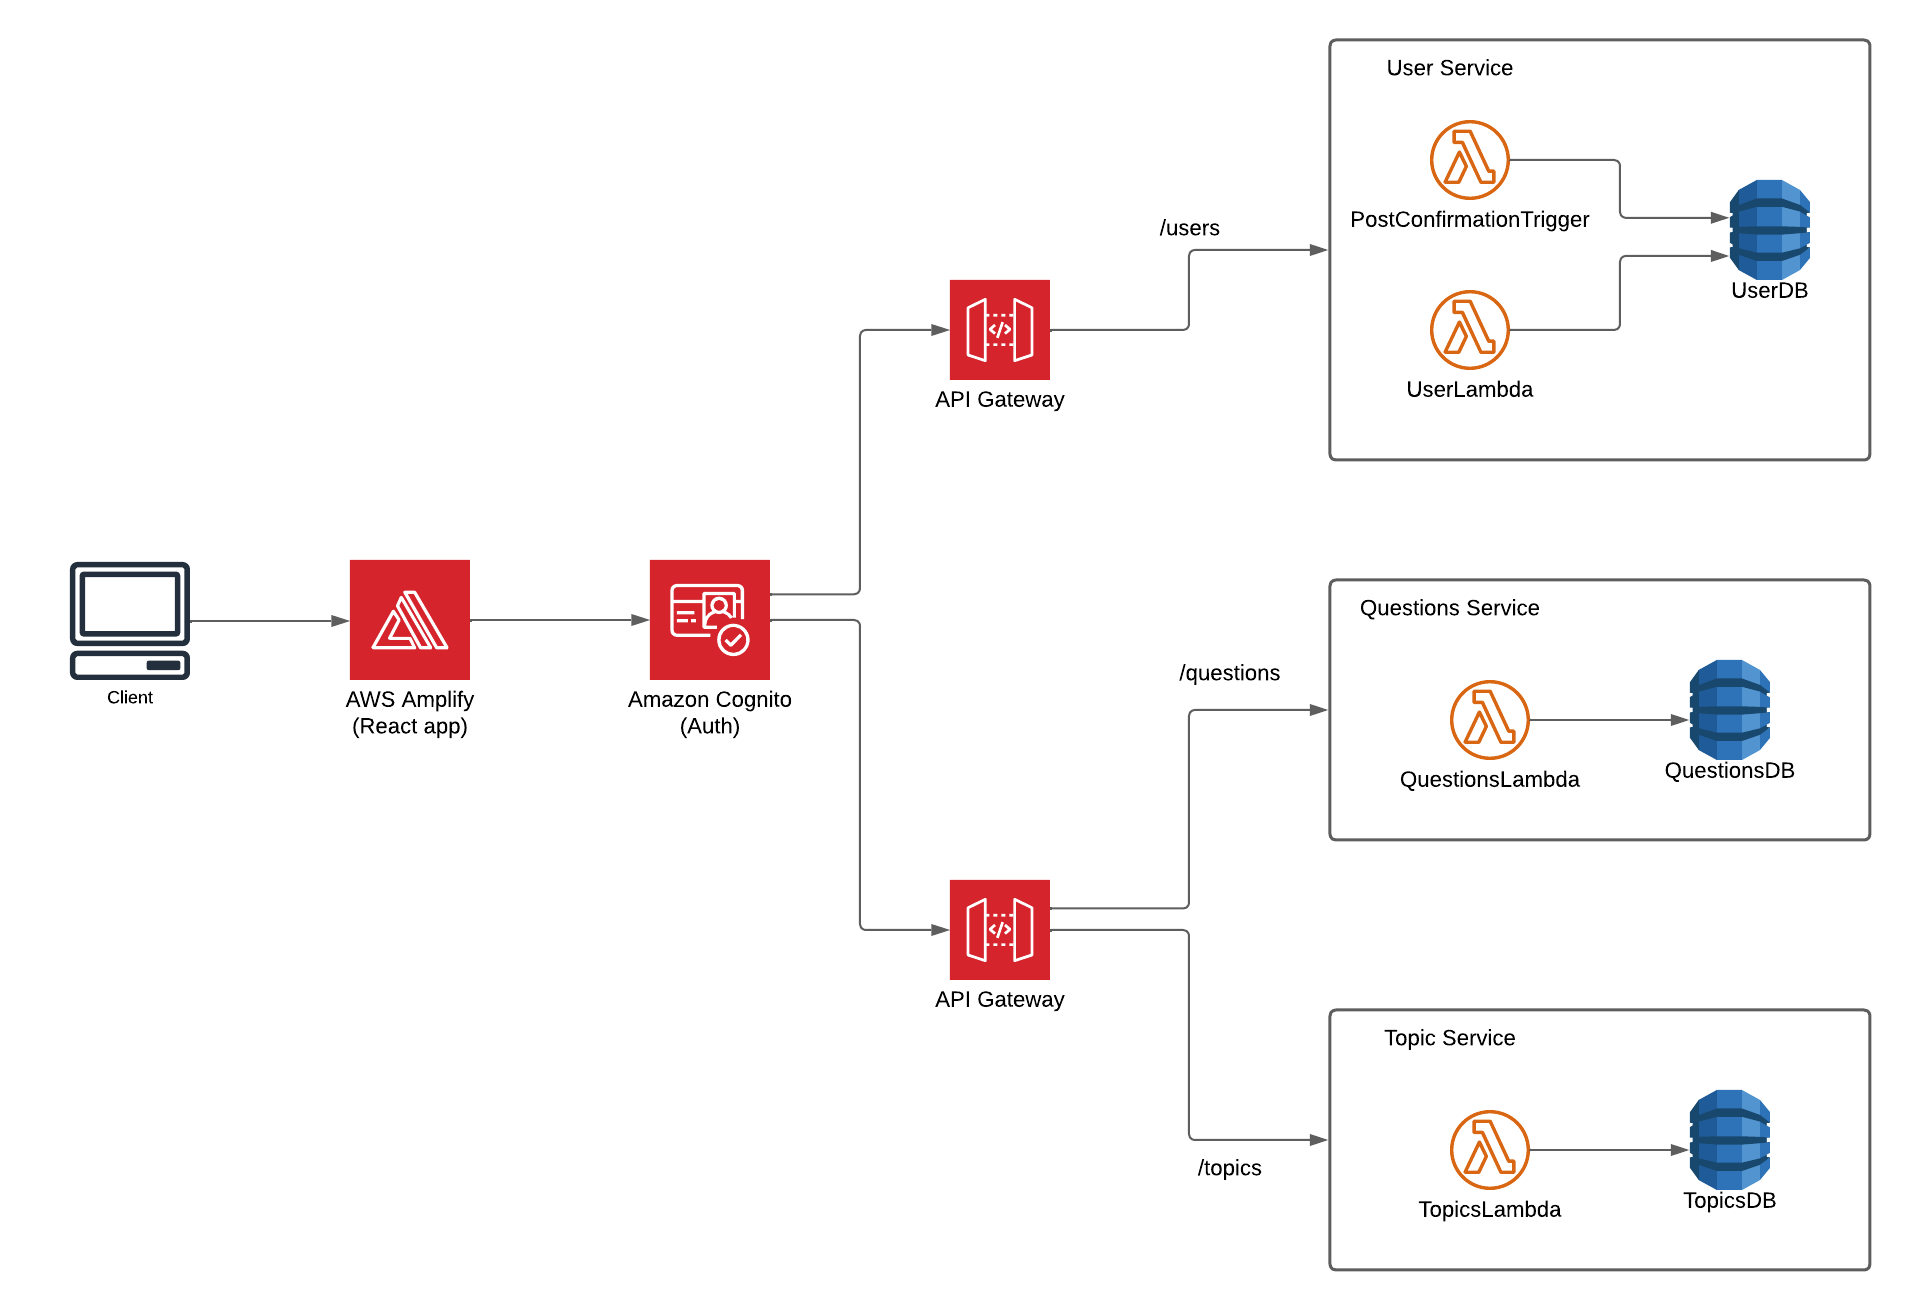 User Service
PostConfirmationTrigger
UserDB
UserLambda
/users
API Gateway
Client
AWS Amplify
(React app)
Amazon Cognito
(Auth)
Questions Service
/questions
QuestionsLambda
QuestionsDB
API Gateway
Topic Service
/topics
TopicsLambda
TopicsDB